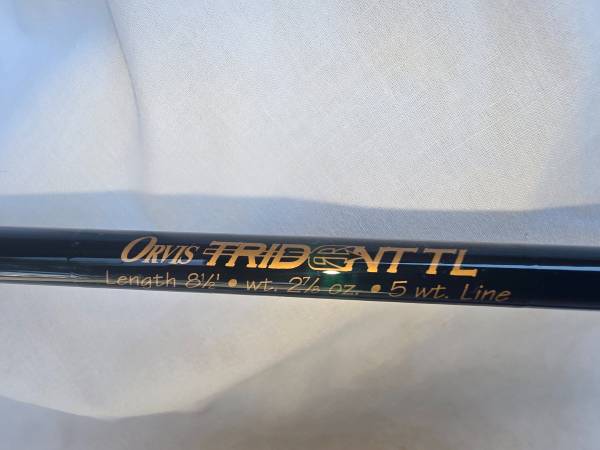 ORVIS TRIDENT TL
Length 8½' • wt. 2⅞ oz. • 5 wt. Line